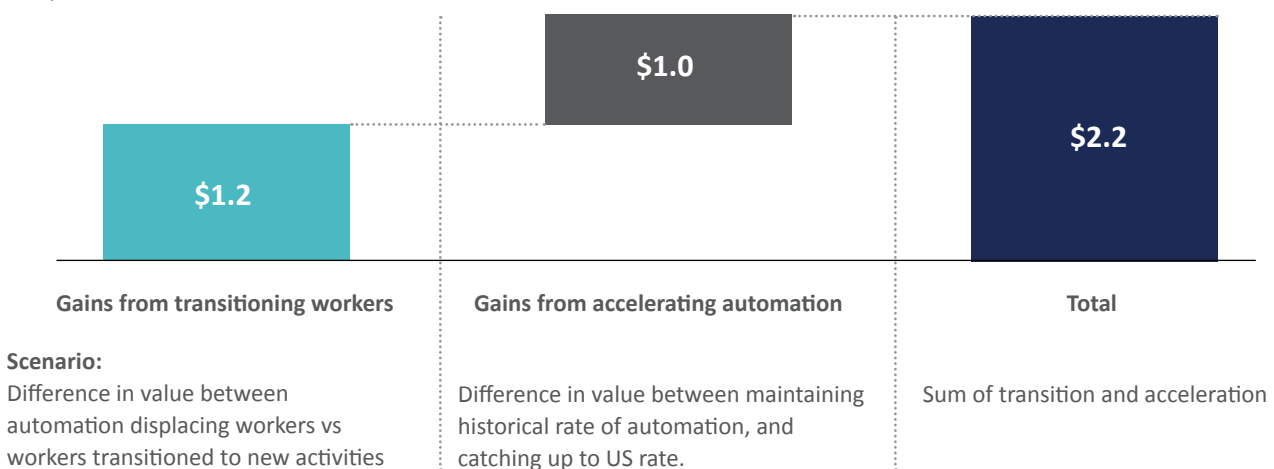 $1.0
$2.2
$1.2
Gains from transitioning workers
Gains from accelerating automation
Total
Scenario:
Difference in value between
automation displacing workers vs
workers transitioned to new activities
Difference in value between maintaining
historical rate of automation, and
catching up to US rate.
Sum of transition and acceleration